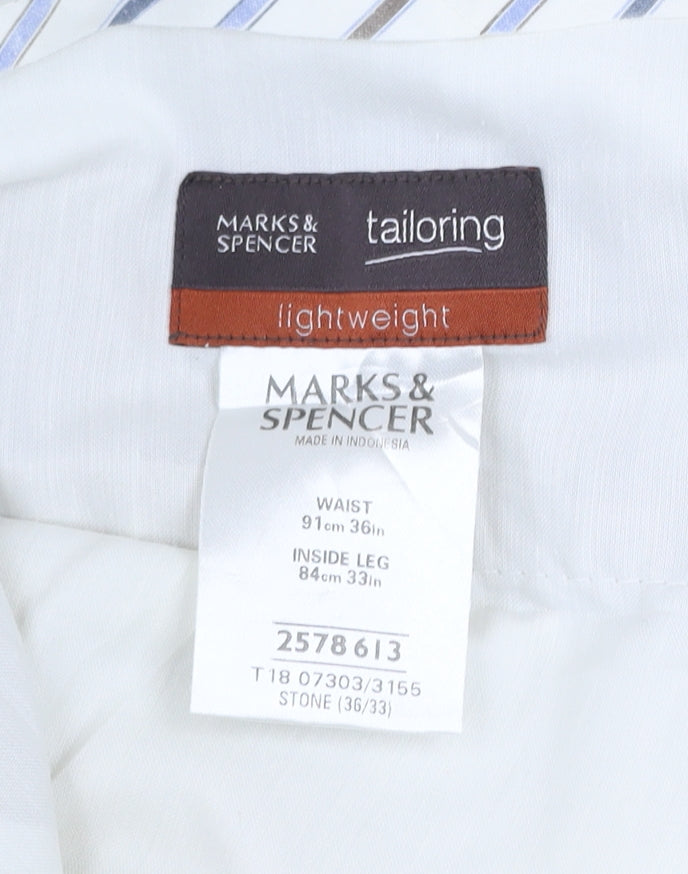 MARKS &
SPENCER
tailoring
lightweight
MARKS &
SPENCER
MADE IN INDONESIA
WAIST
91cm 36in
INSIDE LEG
84cm 33in
2578613
T18 07303/3155
STONE (36/33)